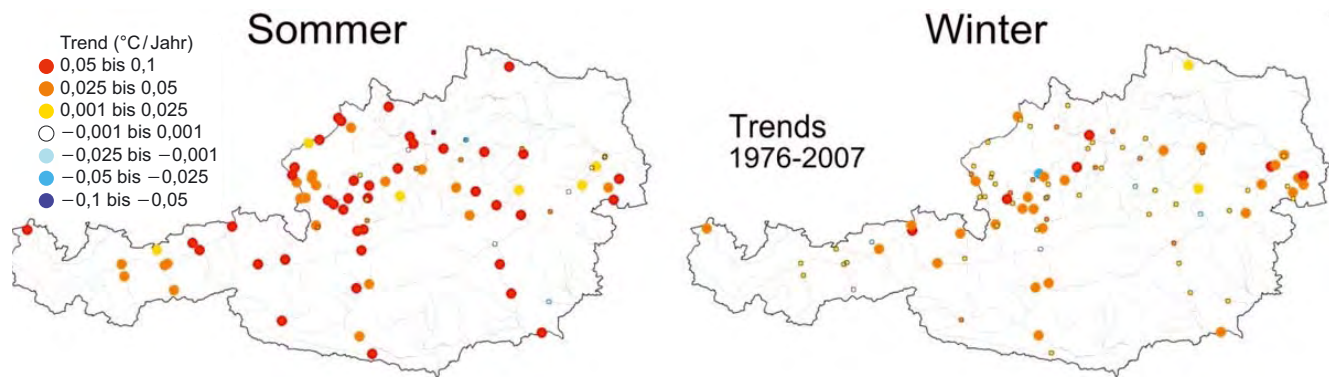 Sommer
Trend (°C/Jahr)
0,05 bis 0,1
0,025 bis 0,05
0,001 bis 0,025
−0,001 bis 0,001
−0,025 bis −0,001
−0,05 bis −0,025
−0,1 bis −0,05
Winter
Trends
1976-2007